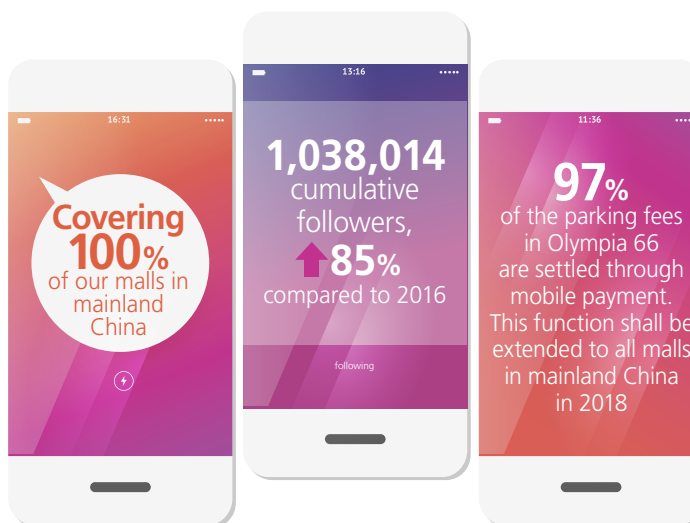 16:31
Covering
100%
of our malls in
mainland
China
13:16
1,038,014
cumulative
followers,
85%
compared to 2016
following
11:36
97%
of the parking fees
in Olympia 66
are settled through
mobile payment.
This function shall be
extended to all malls
in mainland China
in 2018